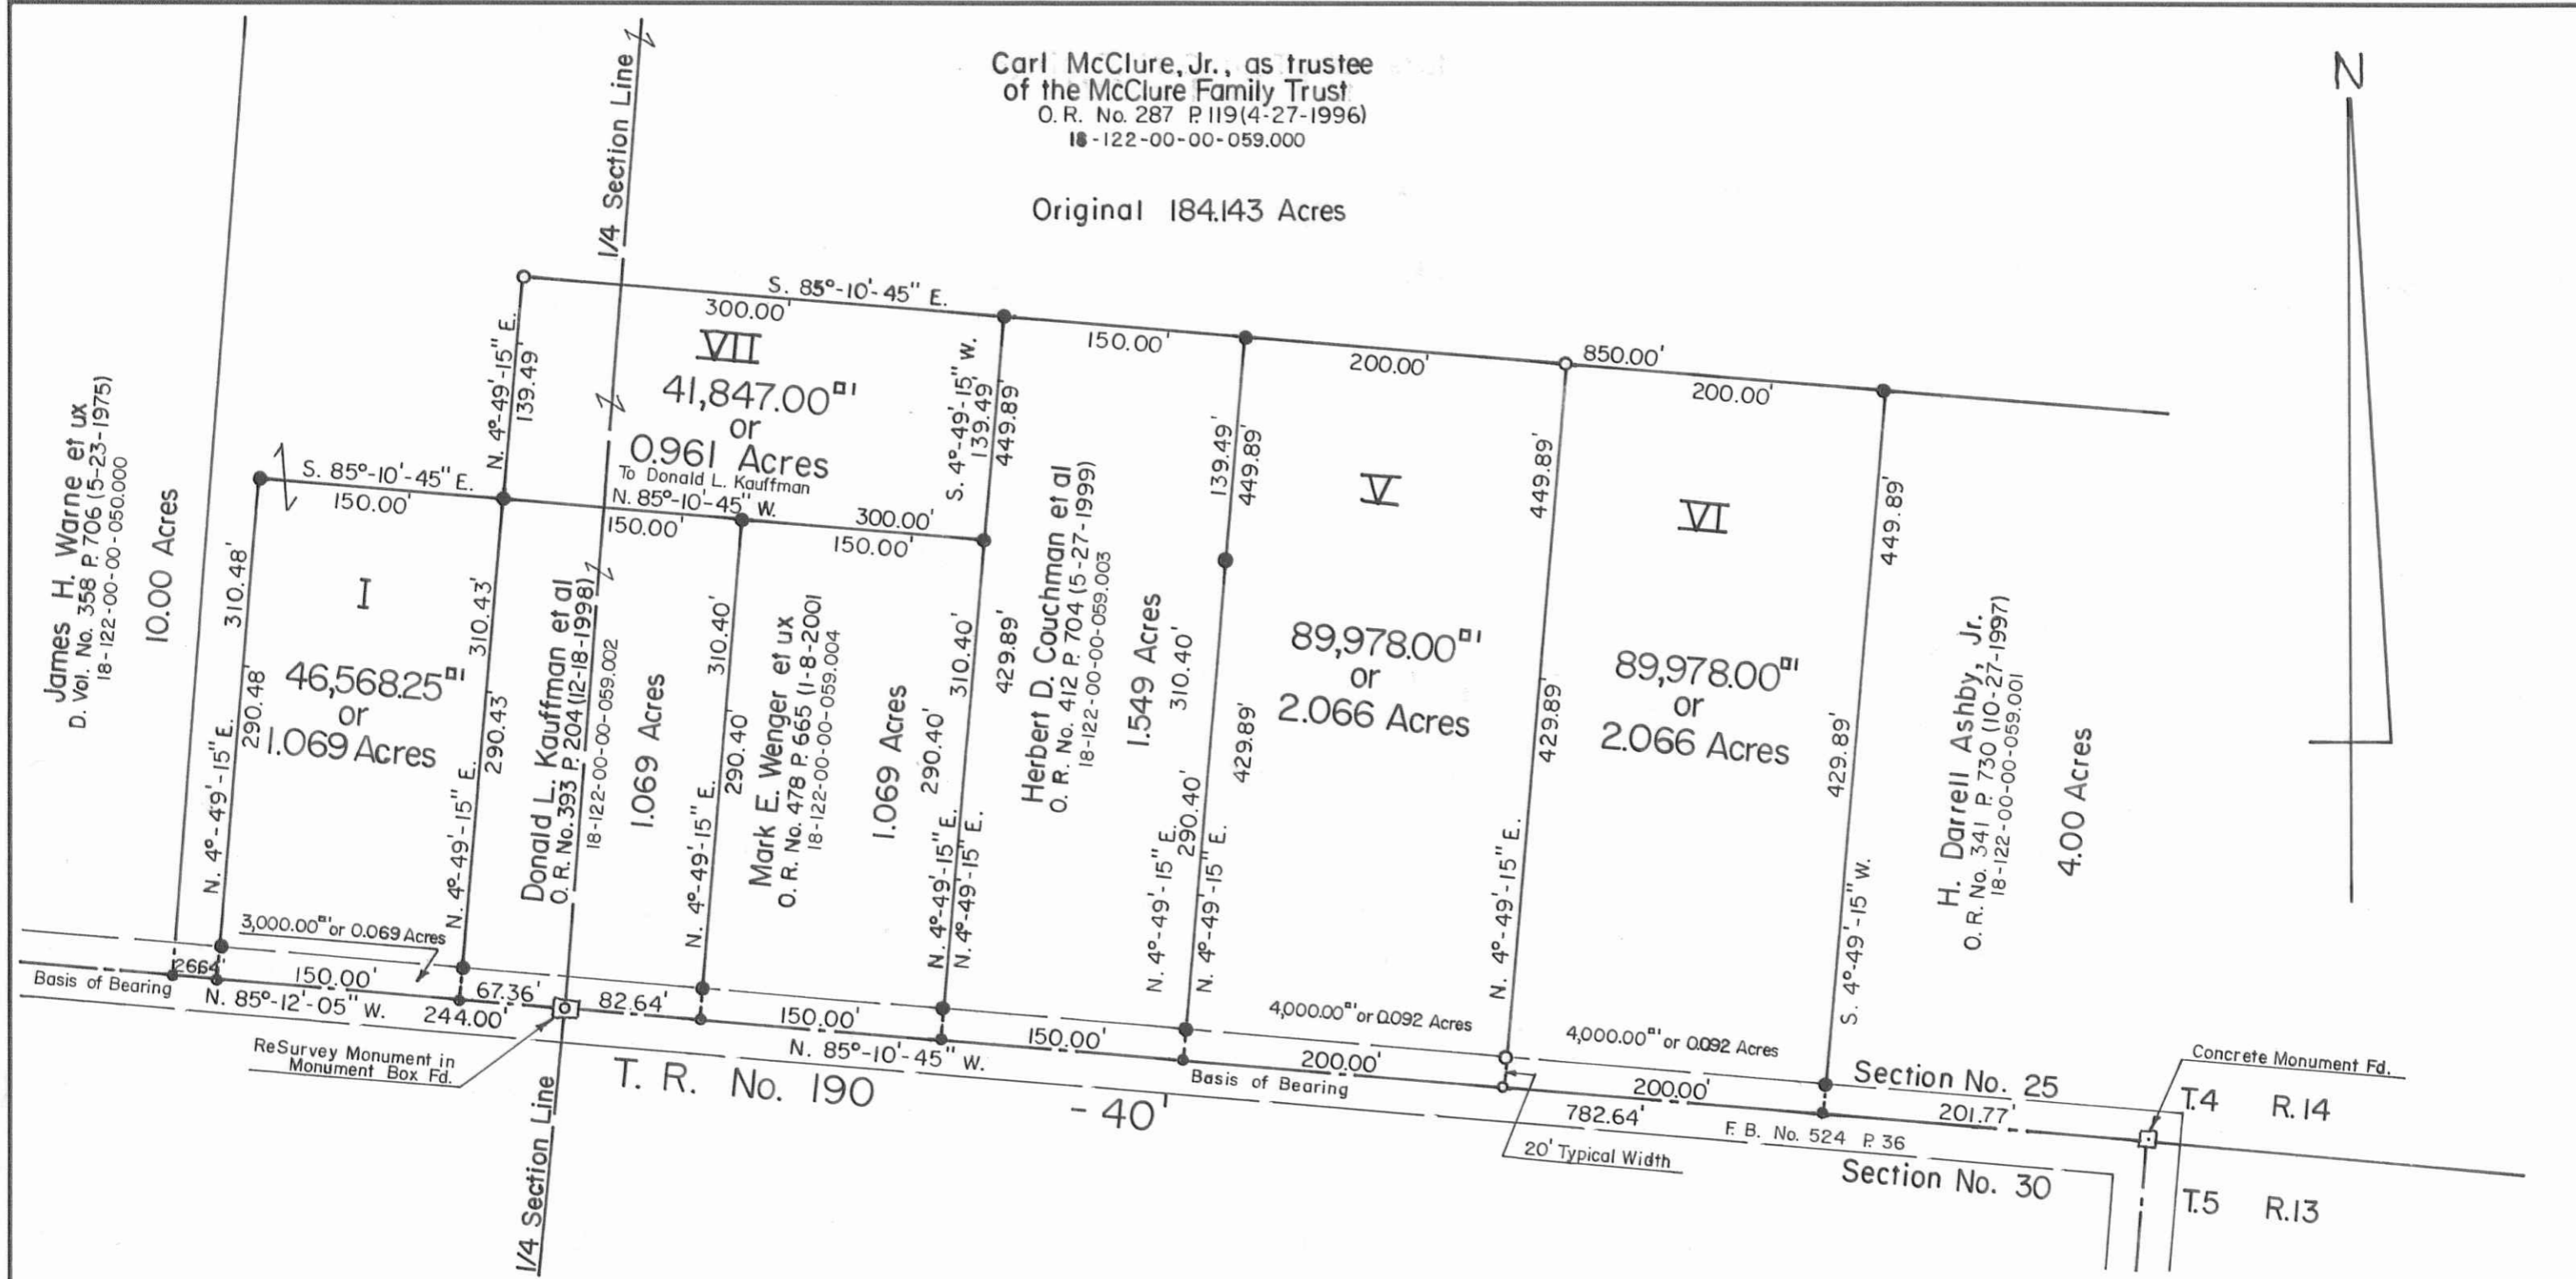 Carl McClure, Jr., as trustee
of the McClure Family Trust
O. R. No. 287 P. 119 (4-27-1996)
18-122-00-00-059.000
Original 184.143 Acres
N
1/4 Section Line
S. 85°-10'-45" E.
300.00'
150.00'
200.00'
850.00'
200.00'
VII
41,847.00
or
0.961 Acres
To Donald L. Kauffman
N. 85°-10'-45" W.
150.00'
300.00'
150.00'
N. 4°-49'-15" E.
139.49'
S. 4°-49'-15" W.
139.49'
449.89'
139.49'
449.89'
449.89'
449.89'
James H. Warne et ux
D. Vol. No. 358 P. 706 (5-23-1975)
18-122-00-00-050.000
10.00 Acres
S. 85°-10'-45" E.
150.00'
310.48'
290.48'
N. 4°-49'-15" E.
I
46,568.25
or
1.069 Acres
310.43'
290.43'
N. 4°-49'-15" E.
Donald L. Kauffman et al
O. R. No. 393 P. 204 (12-18-1998)
18-122-00-00-059.002
1.069 Acres
310.40'
290.40'
N. 4°-49'-15" E.
Mark E. Wenger et ux
O. R. No. 478 P. 665 (1-8-2001
18-122-00-00-059.004
1.069 Acres
310.40'
290.40'
N. 4°-49'-15" E.
429.89'
N. 4°-49'-15" E.
Herbert D. Couchman et al
O. R. No. 412 P. 704 (5-27-1999)
18-122-00-00-059.003
1.549 Acres
310.40'
290.40'
N. 4°-49'-15" E.
429.89'
N. 4°-49'-15" E.
V
89,978.00
or
2.066 Acres
429.89'
N. 4°-49'-15" E.
VI
89,978.00
or
2.066 Acres
429.89'
S. 4°-49'-15" W.
H. Darrell Ashby, Jr.
O. R. No. 341 P. 730 (10-27-1997)
18-122-00-00-059.001
4.00 Acres
3,000.00 or 0.069 Acres
4,000.00 or 0.092 Acres
4,000.00 or 0.092 Acres
Basis of Bearing
26.64'
150.00'
67.36'
82.64'
150.00'
150.00'
200.00'
200.00'
201.77'
N. 85°-12'-05" W.
244.00'
N. 85°-10'-45" W.
Basis of Bearing
782.64'
F. B. No. 524 P. 36
ReSurvey Monument in
Monument Box Fd.
T. R. No. 190
- 40'
20' Typical Width
1/4 Section Line
Section No. 25
Section No. 30
Concrete Monument Fd.
T.4 R.14
T.5 R.13